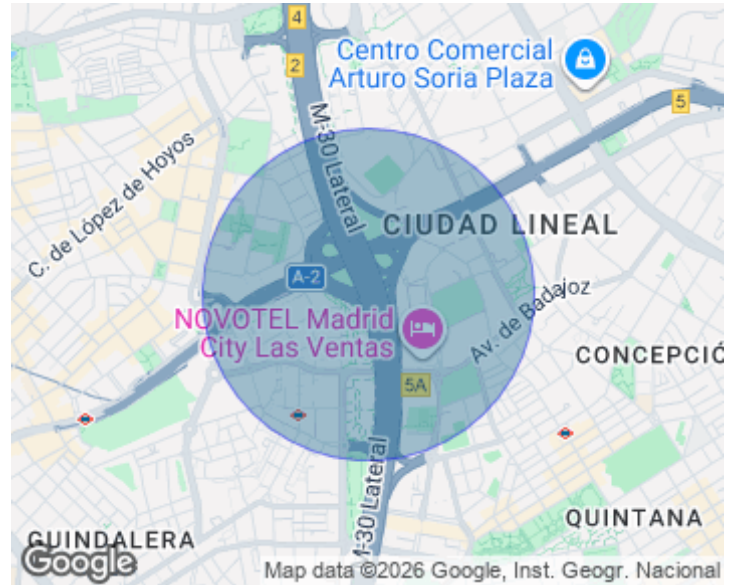 4
2
Centro Comercial
Arturo Soria Plaza
5
M-30 Lateral
C. de López de Hoyos
CIUDAD LINEAL
A-2
NOVOTEL Madrid
City Las Ventas
Av. de Badajoz
CONCEPCIÓ
5A
M-30 Lateral
QUINTANA
GUINDALERA
Google
Map data ©2026 Google, Inst. Geogr. Nacional